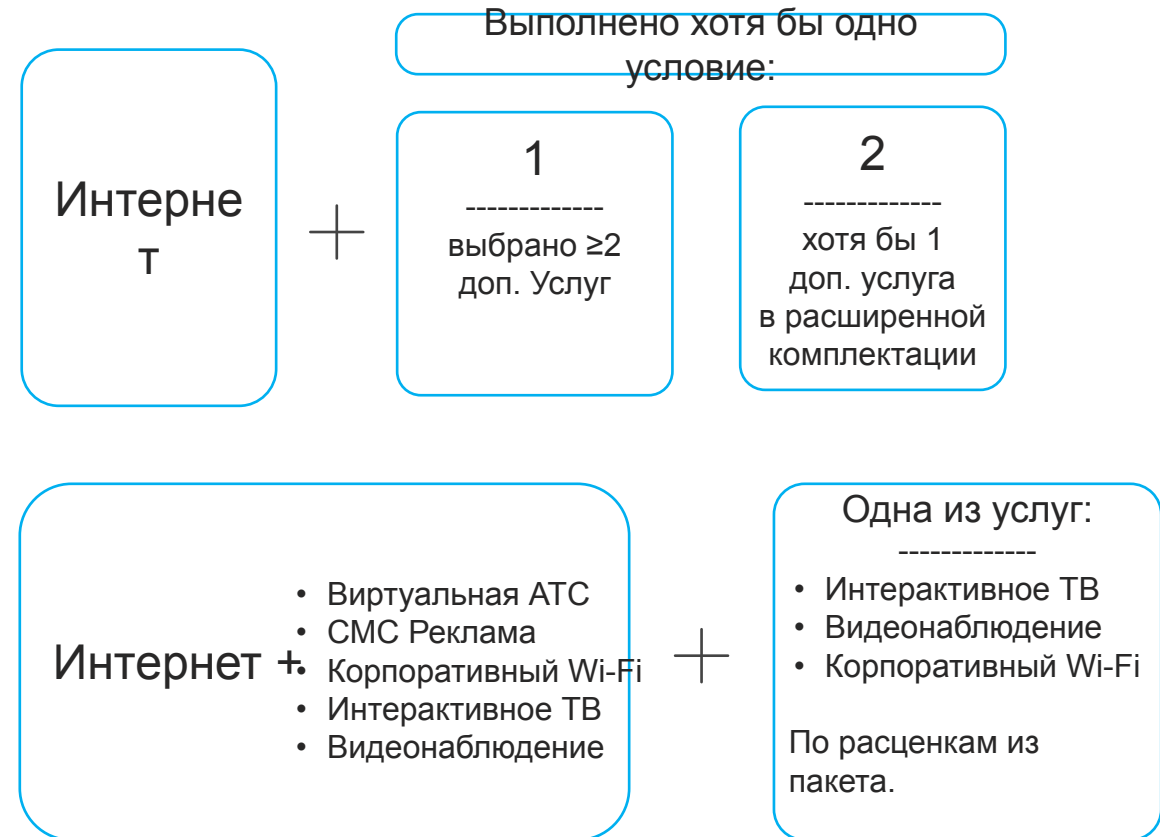 Выполнено хотя бы одно
условие:
Интерне
т
1
-------------
выбрано ≥2
доп. Услуг
2
-------------
хотя бы 1
доп. услуга
в расширенной
комплектации
Интернет +
• Виртуальная АТС
• СМС Реклама
• Корпоративный Wi-Fi
• Интерактивное ТВ
• Видеонаблюдение
Одна из услуг:
-------------
• Интерактивное ТВ
• Видеонаблюдение
• Корпоративный Wi-Fi
По расценкам из
пакета.